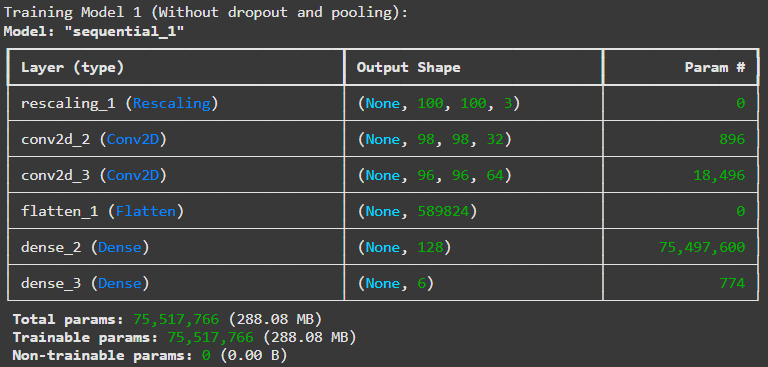 Training Model 1 (Without dropout and pooling):
Model: "sequential_1"
Layer (type) Output Shape Param #
rescaling_1 (Rescaling) (None, 100, 100, 3) 0
conv2d_2 (Conv2D) (None, 98, 98, 32) 896
conv2d_3 (Conv2D) (None, 96, 96, 64) 18,496
flatten_1 (Flatten) (None, 589824) 0
dense_2 (Dense) (None, 128) 75,497,600
dense_3 (Dense) (None, 6) 774
Total params: 75,517,766 (288.08 MB)
Trainable params: 75,517,766 (288.08 MB)
Non-trainable params: 0 (0.00 B)